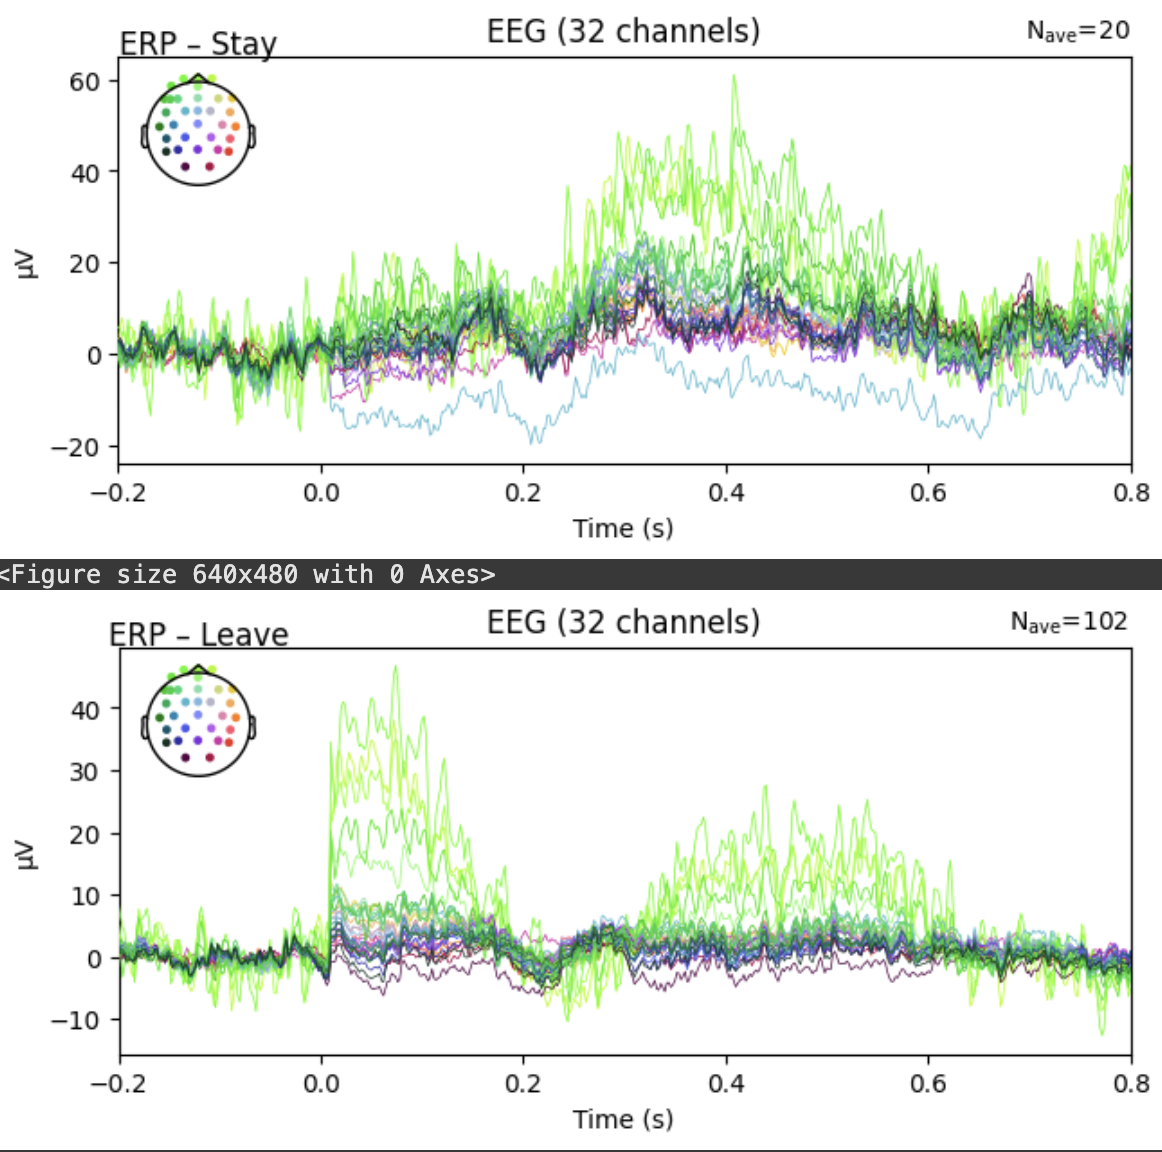 ERP – Stay
EEG (32 channels)
Nave=20
60
40
20
0
−20
µV
−0.2
0.0
0.2
0.4
0.6
0.8
Time (s)
<Figure size 640x480 with 0 Axes>
ERP – Leave
EEG (32 channels)
Nave=102
40
30
20
10
0
−10
µV
−0.2
0.0
0.2
0.4
0.6
0.8
Time (s)